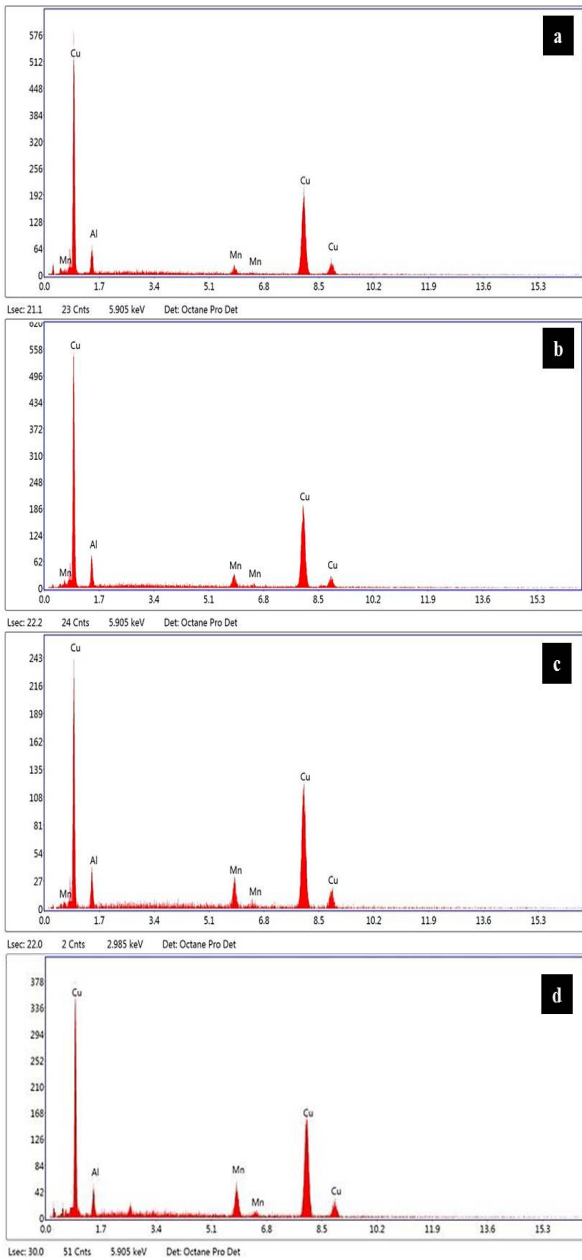 a
576
Cu
512
448
384
320
256
192
Cu
128
Al
64
Mn
Mn
Mn
Cu
0
0.0 1.7 3.4 5.1 6.8 8.5 10.2 11.9 13.6 15.3
Lsec: 21.1 23 Cnts 5.905 keV Det: Octane Pro Det
b
620
558
Cu
496
434
372
310
248
186
Cu
124
Al
62
Mn
Mn
Mn
Cu
0
0.0 1.7 3.4 5.1 6.8 8.5 10.2 11.9 13.6 15.3
Lsec: 22.2 24 Cnts 5.905 keV Det: Octane Pro Det
c
243
Cu
216
189
162
135
Cu
108
81
54
Al
27
Mn
Mn
Mn
Cu
0
0.0 1.7 3.4 5.1 6.8 8.5 10.2 11.9 13.6 15.3
Lsec: 22.0 2 Cnts 2.985 keV Det: Octane Pro Det
d
378
Cu
336
294
252
210
168
Cu
126
84
Al
Mn
42
Mn
Cu
0
0.0 1.7 3.4 5.1 6.8 8.5 10.2 11.9 13.6 15.3
Lsec: 30.0 51 Cnts 5.905 keV Det: Octane Pro Det